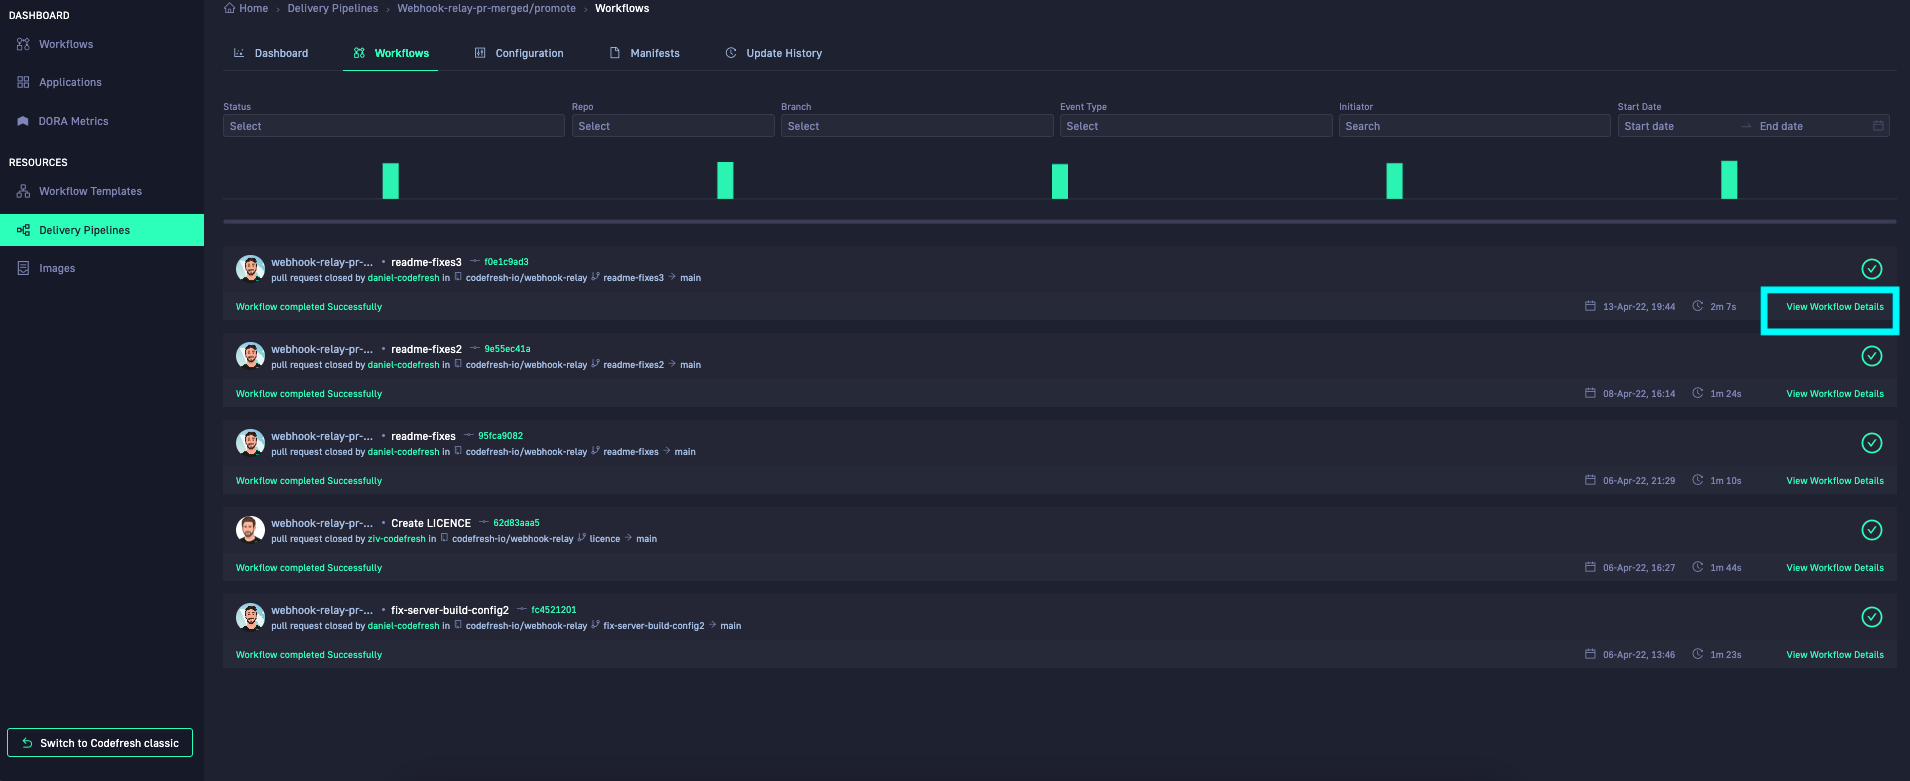 DASHBOARD
Workflows
Applications
DORA Metrics
RESOURCES
Workflow Templates
Delivery Pipelines
Images
Switch to Codefresh classic
Home › Delivery Pipelines › Webhook-relay-pr-merged/promote › Workflows
Dashboard Workflows Configuration Manifests Update History
Status Repo Branch Event Type Initiator Start Date
Select Select Select Select Search Start date → End date
webhook-relay-pr-... • readme-fixes3 f0e1c9ad3
pull request closed by daniel-codefresh in codefresh-io/webhook-relay readme-fixes3 → main
Workflow completed Successfully 13-Apr-22, 19:44 2m 7s View Workflow Details
webhook-relay-pr-... • readme-fixes2 9e55ec41a
pull request closed by daniel-codefresh in codefresh-io/webhook-relay readme-fixes2 → main
Workflow completed Successfully 08-Apr-22, 16:14 1m 24s View Workflow Details
webhook-relay-pr-... • readme-fixes 95fca9082
pull request closed by daniel-codefresh in codefresh-io/webhook-relay readme-fixes → main
Workflow completed Successfully 06-Apr-22, 21:29 1m 10s View Workflow Details
webhook-relay-pr-... • Create LICENCE 62d83aaa5
pull request closed by ziv-codefresh in codefresh-io/webhook-relay licence → main
Workflow completed Successfully 06-Apr-22, 16:27 1m 44s View Workflow Details
webhook-relay-pr-... • fix-server-build-config2 fc4521201
pull request closed by daniel-codefresh in codefresh-io/webhook-relay fix-server-build-config2 → main
Workflow completed Successfully 06-Apr-22, 13:46 1m 23s View Workflow Details